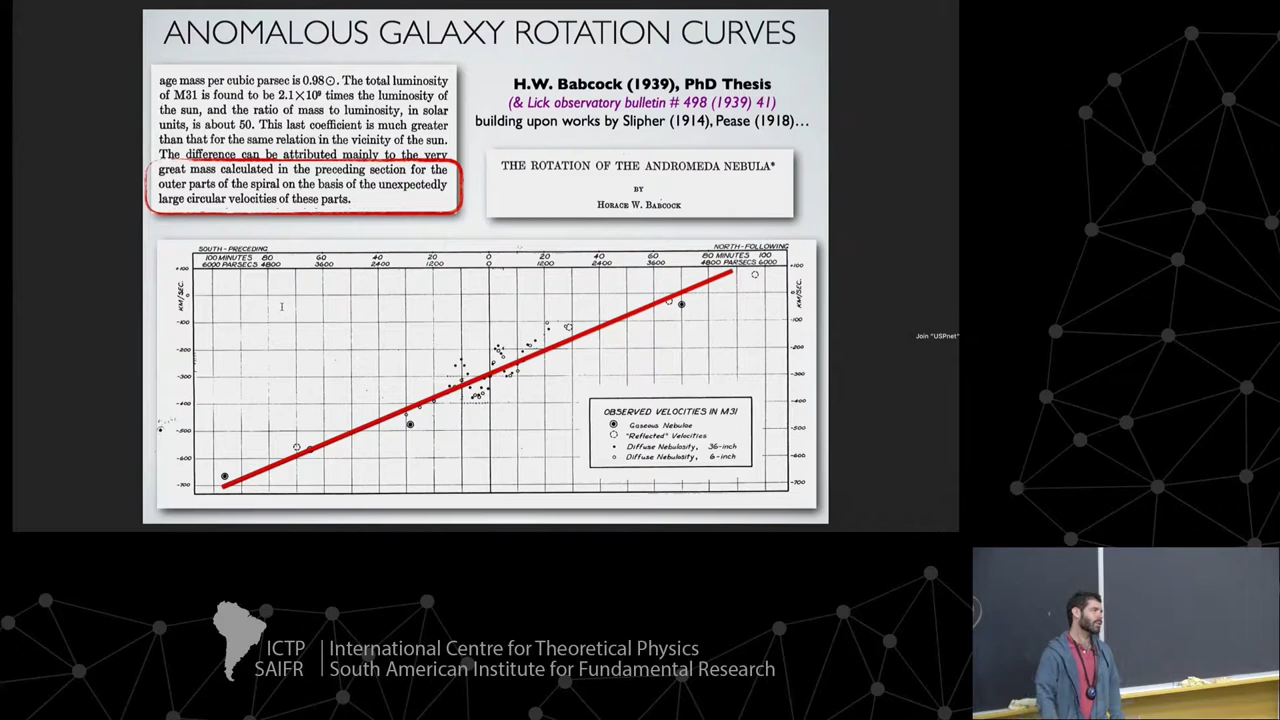 ANOMALOUS GALAXY ROTATION CURVES
age mass per cubic parsec is 0.98⊙. The total luminosity
of M31 is found to be 2.1×10⁹ times the luminosity of
the sun, and the ratio of mass to luminosity, in solar
units, is about 50. This last coefficient is much greater
than that for the same relation in the vicinity of the sun.
The difference can be attributed mainly to the very
great mass calculated in the preceding section for the
outer parts of the spiral on the basis of the unexpectedly
large circular velocities of these parts.
H.W. Babcock (1939), PhD Thesis
(& Lick observatory bulletin # 498 (1939) 41)
building upon works by Slipher (1914), Pease (1918)…
THE ROTATION OF THE ANDROMEDA NEBULA*
BY
HORACE W. BABCOCK
SOUTH-PRECEDING NORTH-FOLLOWING
100 MINUTES 80 60 40 20 0 20 40 60 80 MINUTES 100
6000 PARSECS 4800 3600 2400 1200 0 1200 2400 3600 4800 PARSECS 6000
+100 +100
KM/SEC. KM/SEC.
0 0
-100 -100
-200 -200
-300 -300
-400 -400
-500 -500
-600 -600
-700 -700
OBSERVED VELOCITIES IN M31
Gaseous Nebulae
"Reflected" Velocities
Diffuse Nebulosity, 36-inch
Diffuse Nebulosity, 6-inch
Join "USPnet"
ICTP International Centre for Theoretical Physics
SAIFR South American Institute for Fundamental Research